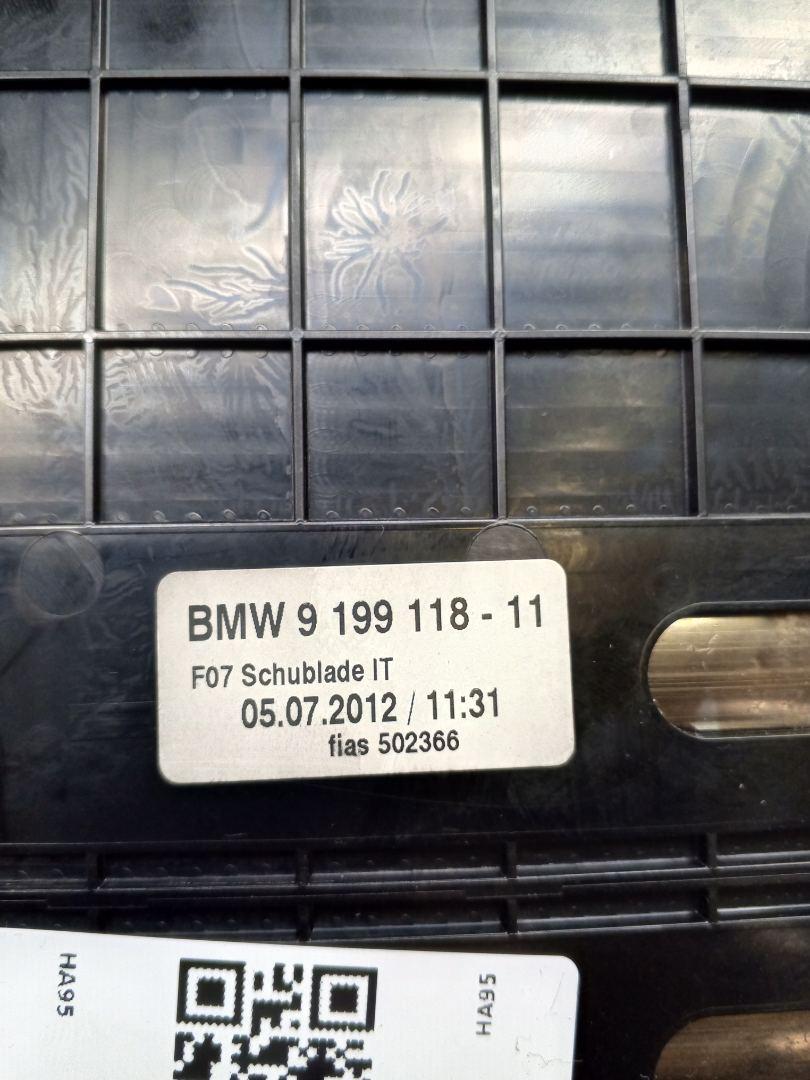 BMW 9 199 118 - 11
F07 Schublade IT
05.07.2012 / 11:31
fias 502366
HA95
HA95